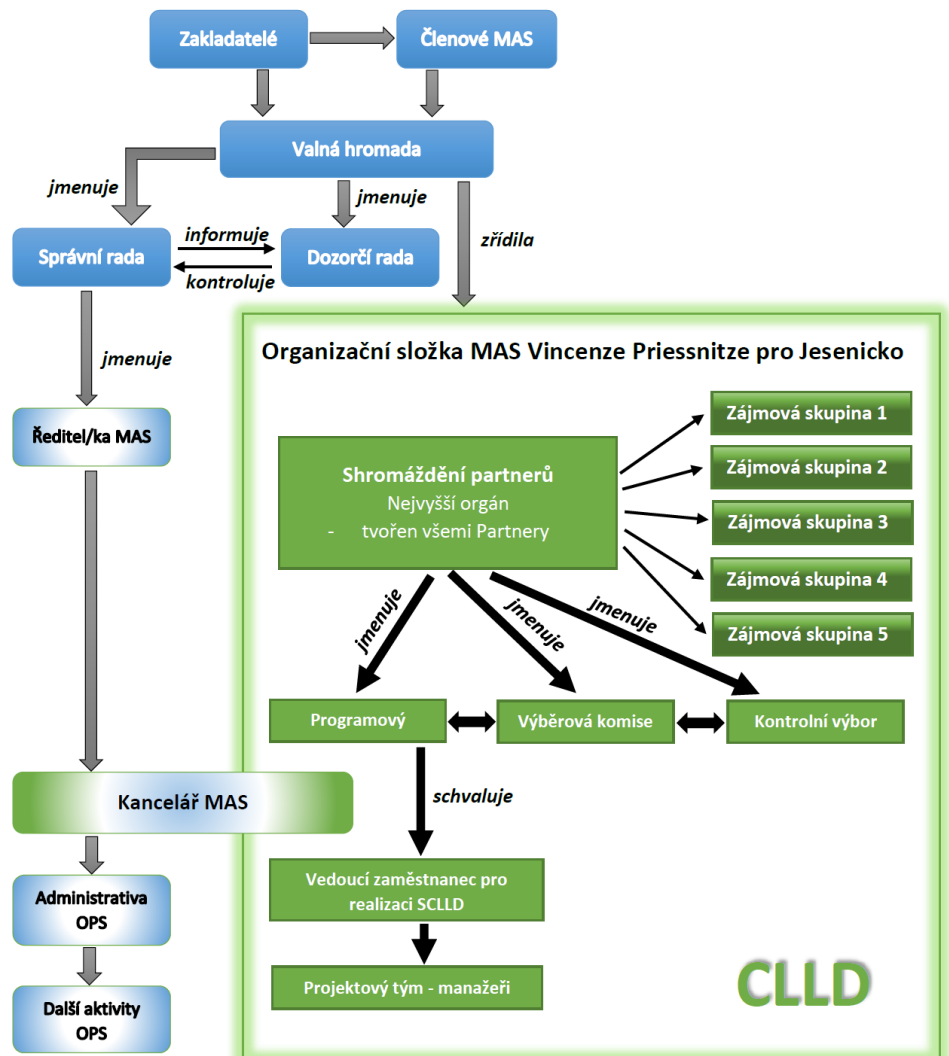 Zakladatelé
Členové MAS
Valná hromada
jmenuje
jmenuje
zřídila
Správní rada
informuje
kontroluje
Dozorčí rada
jmenuje
Organizační složka MAS Vincenze Priessnitze pro Jesenicko
Ředitel/ka MAS
Shromáždění partnerů
Nejvyšší orgán
- tvořen všemi Partnery
Zájmová skupina 1
Zájmová skupina 2
Zájmová skupina 3
Zájmová skupina 4
Zájmová skupina 5
jmenuje
jmenuje
jmenuje
Programový
Výběrová komise
Kontrolní výbor
Kancelář MAS
schvaluje
Vedoucí zaměstnanec pro
realizaci SCLLD
Administrativa
OPS
Projektový tým - manažeři
Další aktivity
OPS
CLLD